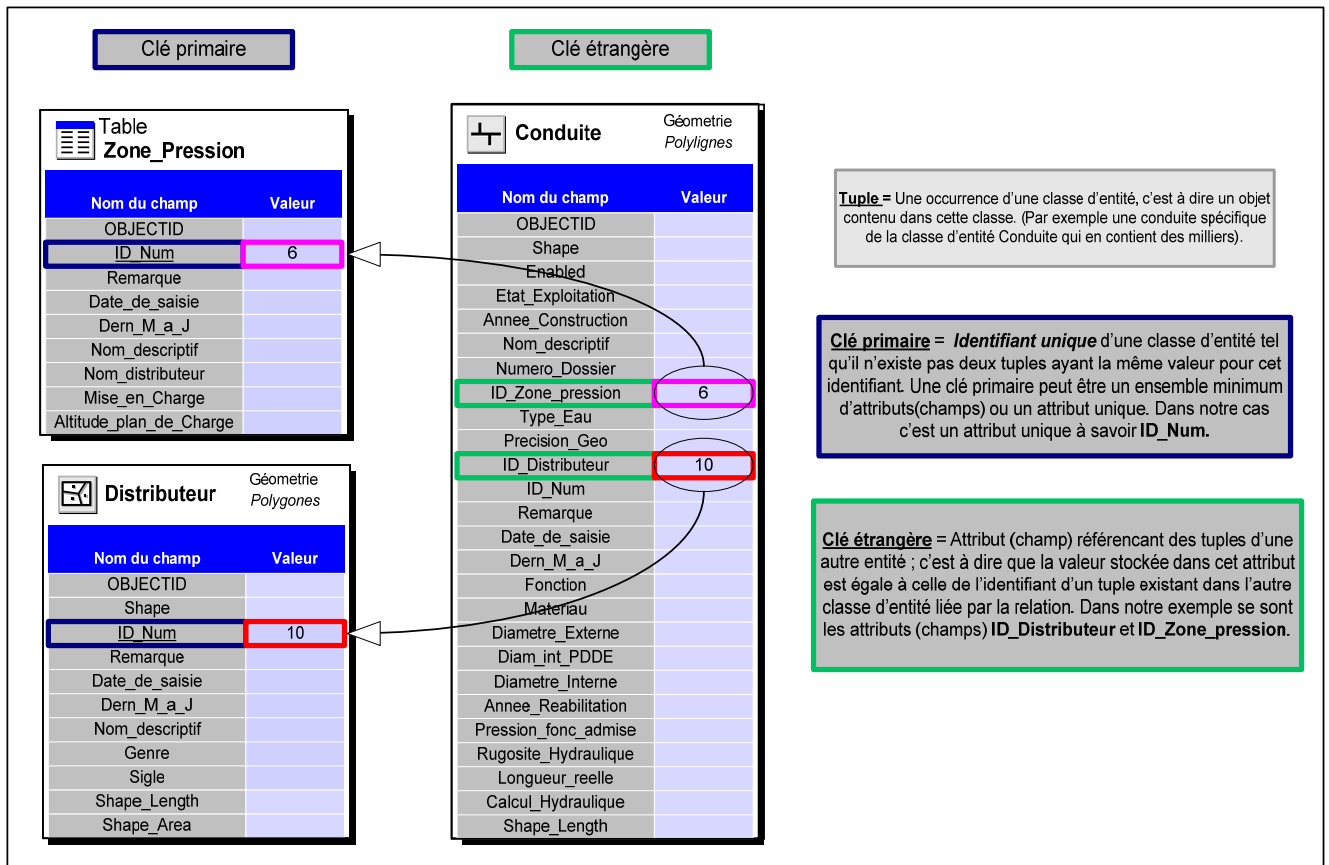 Clé primaire
Clé étrangère
Table
Zone_Pression
Nom du champ Valeur
OBJECTID
ID_Num 6
Remarque
Date_de_saisie
Dern_M_a_J
Nom_descriptif
Nom_distributeur
Mise_en_Charge
Altitude_plan_de_Charge
Distributeur
Géometrie
Polygones
Nom du champ Valeur
OBJECTID
Shape
ID_Num 10
Remarque
Date_de_saisie
Dern_M_a_J
Nom_descriptif
Genre
Sigle
Shape_Length
Shape_Area
Conduite
Géometrie
Polylignes
Nom du champ Valeur
OBJECTID
Shape
Enabled
Etat_Exploitation
Annee_Construction
Nom_descriptif
Numero_Dossier
ID_Zone_pression 6
Type_Eau
Precision_Geo
ID_Distributeur 10
ID_Num
Remarque
Date_de_saisie
Dern_M_a_J
Fonction
Materiau
Diametre_Externe
Diam_int_PDDE
Diametre_Interne
Annee_Reabilitation
Pression_fonc_admise
Rugosite_Hydraulique
Longueur_reelle
Calcul_Hydraulique
Shape_Length
Tuple = Une occurrence d'une classe d'entité, c'est à dire un objet
contenu dans cette classe. (Par exemple une conduite spécifique
de la classe d'entité Conduite qui en contient des milliers).
Clé primaire = Identifiant unique d'une classe d'entité tel
qu'il n'existe pas deux tuples ayant la même valeur pour cet
identifiant. Une clé primaire peut être un ensemble minimum
d'attributs(champs) ou un attribut unique. Dans notre cas
c'est un attribut unique à savoir ID_Num.
Clé étrangère = Attribut (champ) référencant des tuples d'une
autre entité ; c'est à dire que la valeur stockée dans cet attribut
est égale à celle de l'identifiant d'un tuple existant dans l'autre
classe d'entité liée par la relation. Dans notre exemple se sont
les attributs (champs) ID_Distributeur et ID_Zone_pression.